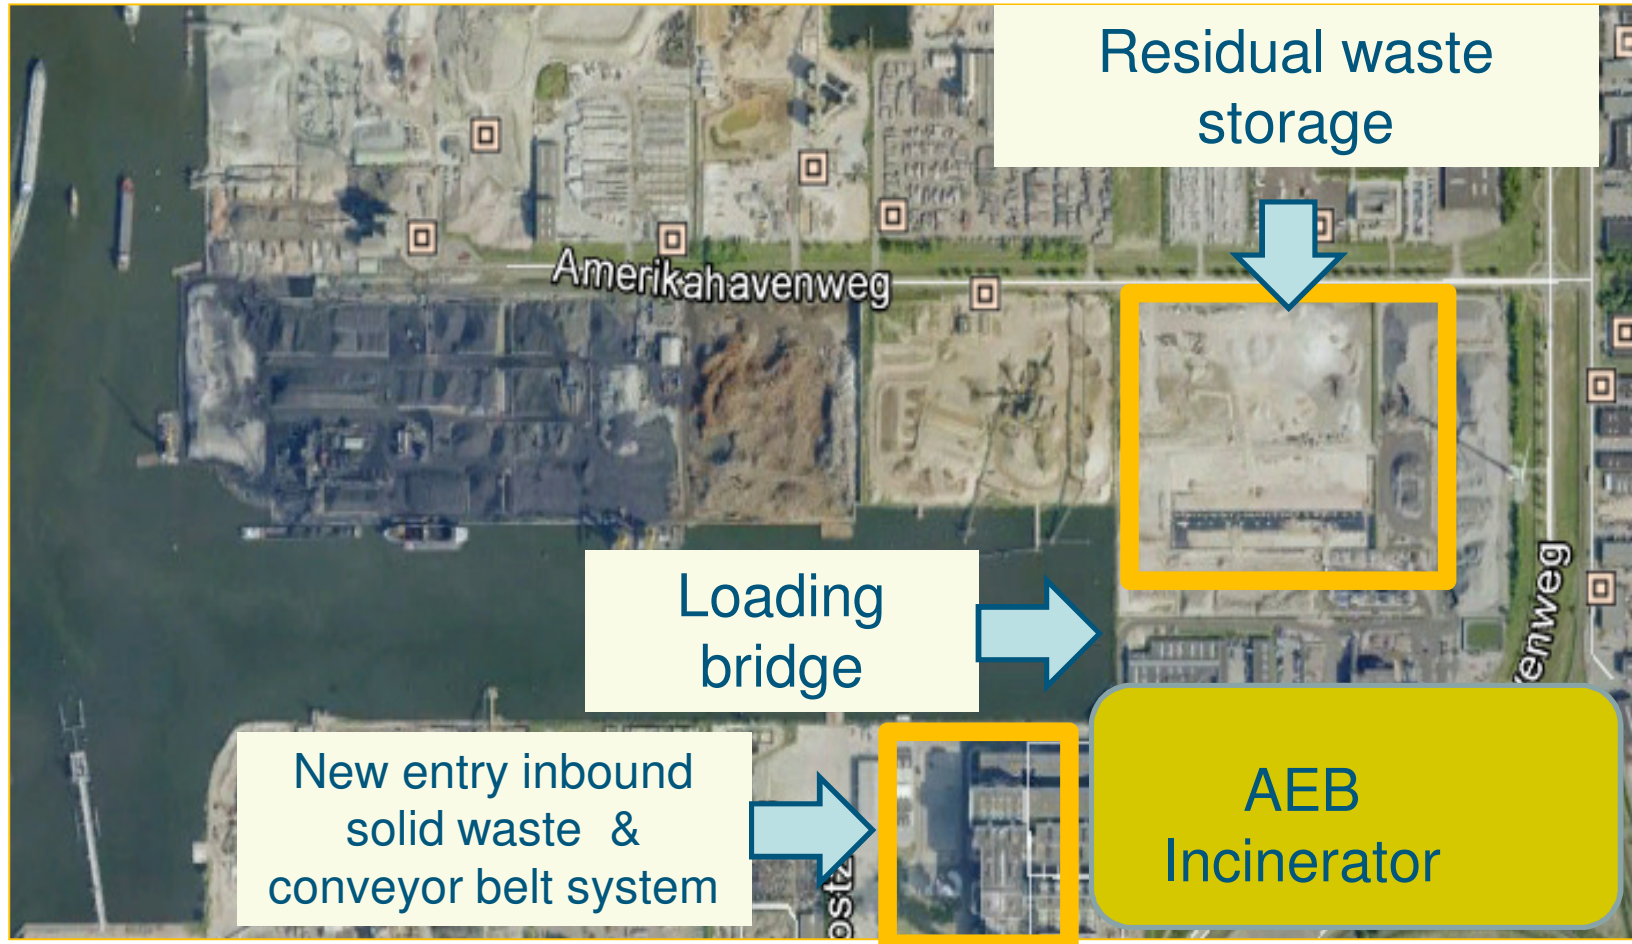 Residual waste
storage
Amerikahavenweg
Loading
bridge
New entry inbound
solid waste &
conveyor belt system
AEB
Incinerator